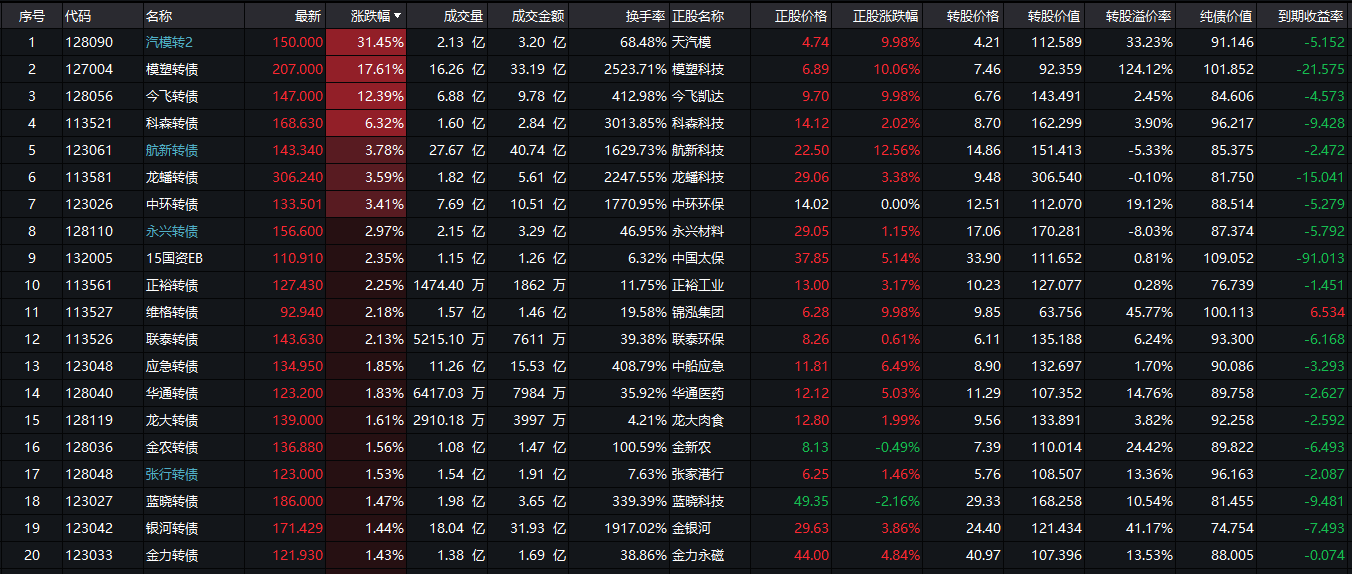 序号 代码 名称 最新 涨跌幅 成交量 成交金额 换手率 正股名称 正股价格 正股涨跌幅 转股价格 转股价值 转股溢价率 纯债价值 到期收益率
1 128090 汽模转2 150.000 31.45% 2.13 亿 3.20 亿 68.48% 天汽模 4.74 9.98% 4.21 112.589 33.23% 91.146 -5.152
2 127004 模塑转债 207.000 17.61% 16.26 亿 33.19 亿 2523.71% 模塑科技 6.89 10.06% 7.46 92.359 124.12% 101.852 -21.575
3 128056 今飞转债 147.000 12.39% 6.88 亿 9.78 亿 412.98% 今飞凯达 9.70 9.98% 6.76 143.491 2.45% 84.606 -4.573
4 113521 科森转债 168.630 6.32% 1.60 亿 2.84 亿 3013.85% 科森科技 14.12 2.02% 8.70 162.299 3.90% 96.217 -9.428
5 123061 航新转债 143.340 3.78% 27.67 亿 40.74 亿 1629.73% 航新科技 22.50 12.56% 14.86 151.413 -5.33% 85.375 -2.472
6 113581 龙蟠转债 306.240 3.59% 1.82 亿 5.61 亿 2247.55% 龙蟠科技 29.06 3.38% 9.48 306.540 -0.10% 81.750 -15.041
7 123026 中环转债 133.501 3.41% 7.69 亿 10.51 亿 1770.95% 中环环保 14.02 0.00% 12.51 112.070 19.12% 88.514 -5.279
8 128110 永兴转债 156.600 2.97% 2.15 亿 3.29 亿 46.95% 永兴材料 29.05 1.15% 17.06 170.281 -8.03% 87.374 -5.792
9 132005 15国资EB 110.910 2.35% 1.15 亿 1.26 亿 6.32% 中国太保 37.85 5.14% 33.90 111.652 0.81% 109.052 -91.013
10 113561 正裕转债 127.430 2.25% 1474.40 万 1862 万 11.75% 正裕工业 13.00 3.17% 10.23 127.077 0.28% 76.739 -1.451
11 113527 维格转债 92.940 2.18% 1.57 亿 1.46 亿 19.58% 锦泓集团 6.28 9.98% 9.85 63.756 45.77% 100.113 6.534
12 113526 联泰转债 143.630 2.13% 5215.10 万 7611 万 39.38% 联泰环保 8.26 0.61% 6.11 135.188 6.24% 93.300 -6.168
13 123048 应急转债 134.950 1.85% 11.26 亿 15.53 亿 408.79% 中船应急 11.81 6.49% 8.90 132.697 1.70% 90.086 -3.293
14 128040 华通转债 123.200 1.83% 6417.03 万 7984 万 35.92% 华通医药 12.12 5.03% 11.29 107.352 14.76% 89.758 -2.627
15 128119 龙大转债 139.000 1.61% 2910.18 万 3997 万 4.21% 龙大肉食 12.80 1.99% 9.56 133.891 3.82% 92.258 -2.592
16 128036 金农转债 136.880 1.56% 1.08 亿 1.47 亿 100.59% 金新农 8.13 -0.49% 7.39 110.014 24.42% 89.822 -6.493
17 128048 张行转债 123.000 1.53% 1.54 亿 1.91 亿 7.63% 张家港行 6.25 1.46% 5.76 108.507 13.36% 96.163 -2.087
18 123027 蓝晓转债 186.000 1.47% 1.98 亿 3.65 亿 339.39% 蓝晓科技 49.35 -2.16% 29.33 168.258 10.54% 81.455 -9.481
19 123042 银河转债 171.429 1.44% 18.04 亿 31.93 亿 1917.02% 金银河 29.63 3.86% 24.40 121.434 41.17% 74.754 -7.493
20 123033 金力转债 121.930 1.43% 1.38 亿 1.69 亿 38.86% 金力永磁 44.00 4.84% 40.97 107.396 13.53% 88.005 -0.074